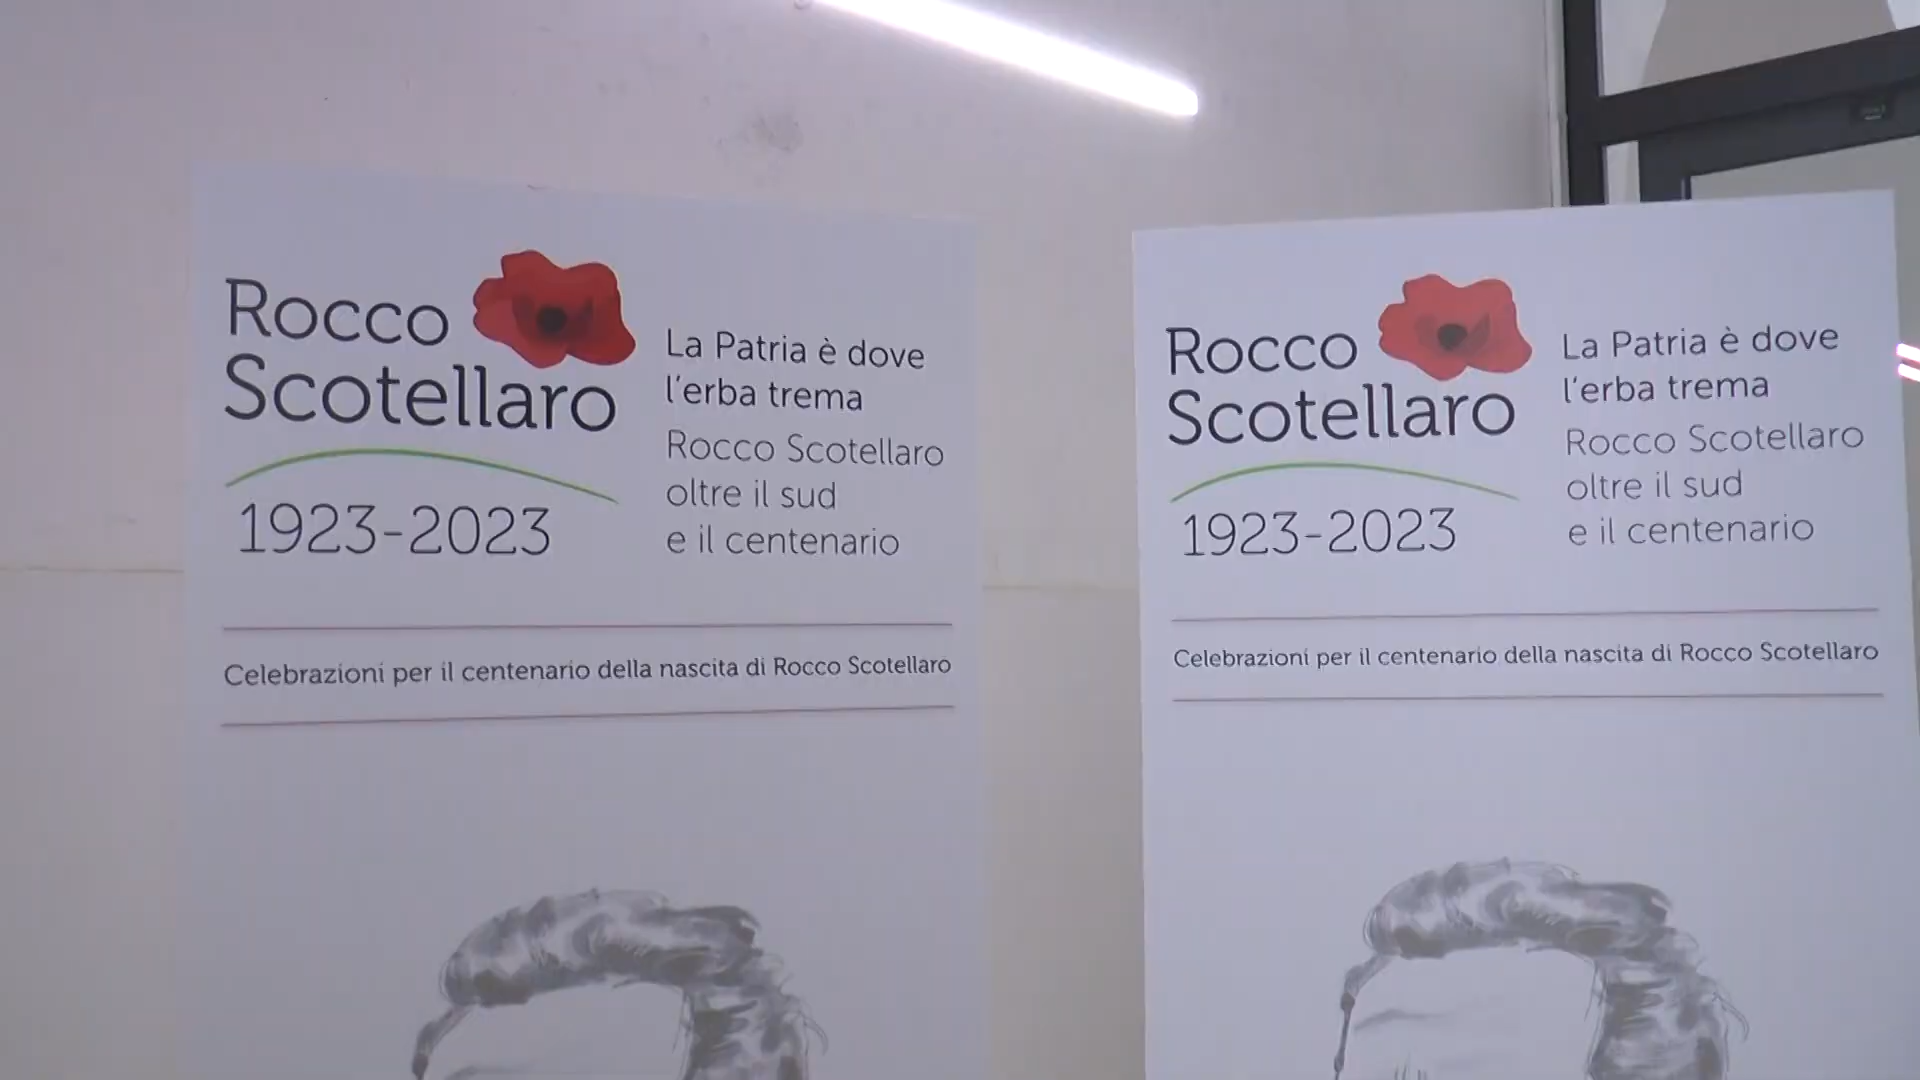 Rocco
Scotellaro
1923-2023
La Patria è dove
l'erba trema
Rocco Scotellaro
oltre il sud
e il centenario
Celebrazioni per il centenario della nascita di Rocco Scotellaro
Rocco
Scotellaro
1923-2023
La Patria è dove
l'erba trema
Rocco Scotellaro
oltre il sud
e il centenario
Celebrazioni per il centenario della nascita di Rocco Scotellaro